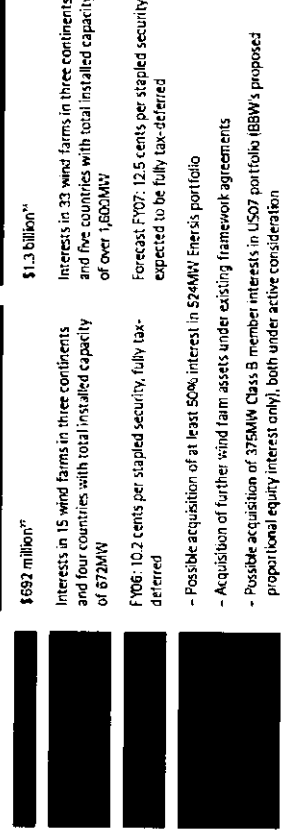 $692 million
$1.3 billion
Interests in 15 wind farms in three continents
and four countries with total installed capacity
of 672MW
Interests in 33 wind farms in three continents
and five countries with total installed capacity
of over 1,600MW
FY06: 10.2 cents per stapled security, fully tax-
deferred
Forecast FY07: 12.5 cents per stapled security
expected to be fully tax-deferred
– Possible acquisition of at least 50% interest in 524MW Enersis portfolio
– Acquisition of further wind farm assets under existing framework agreements
– Possible acquisition of 375MW Class B member interests in US07 portfolio (BBW's proposed
proportional equity interest only), both under active consideration